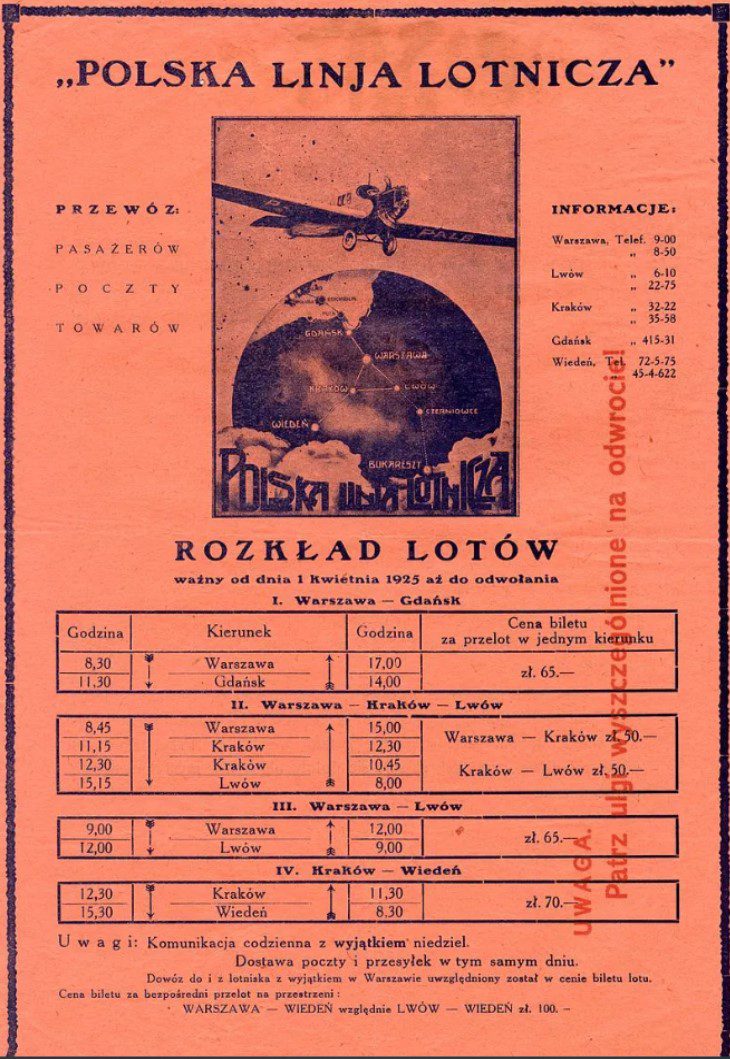 „POLSKA LINJA LOTNICZA”
PRZEWÓZ:
PASAŻERÓW
POCZTY
TOWARÓW
GDAŃSK
WARSZAWA
KRAKÓW
LWÓW
CZERNIOWCE
WIEDEŃ
BUKARESZT
POLSKA LINJA LOTNICZA
INFORMACJE:
Warszawa, Telef. 9-00
„ 8-50
Lwów „ 6-10
„ 22-75
Kraków „ 32-22
„ 35-58
Gdańsk „ 415-31
Wiedeń, Tel. 72-5-75
„ 45-4-622
ROZKŁAD LOTÓW
ważny od dnia 1 kwiétnia 1925 aż do odwołania
I. Warszawa — Gdańsk
Godzina Kierunek Godzina Cena biletu
za przelot w jednym kierunku
8,30 Warszawa 17,00 zł. 65.—
11,30 Gdańsk 14,00
II. Warszawa — Kraków — Lwów
8,45 Warszawa 15,00 Warszawa — Kraków zł. 50.—
11,15 Kraków 12,30
12,30 Kraków 10,45 Kraków — Lwów zł. 50.—
15,15 Lwów 8,00
III. Warszawa — Lwów
9,00 Warszawa 12,00 zł. 65.—
12,00 Lwów 9,00
IV. Kraków — Wiedeń
12,30 Kraków 11,30 zł. 70.—
15,30 Wiedeń 8.30
Uwagi: Komunikacja codzienna z wyjątkiem niedziel.
Dostawa poczty i przesyłek w tym samym dniu.
Dowóz do i z lotniska z wyjątkiem w Warszawie uwzględniony został w cenie biletu lotu.
Cena biletu za bezpośredni przelot na przestrzeni:
WARSZAWA — WIEDEŃ względnie LWÓW — WIEDEŃ zł. 100. –
UWAGA.
Patrz ulgi wyszczególnione na odwrocie!